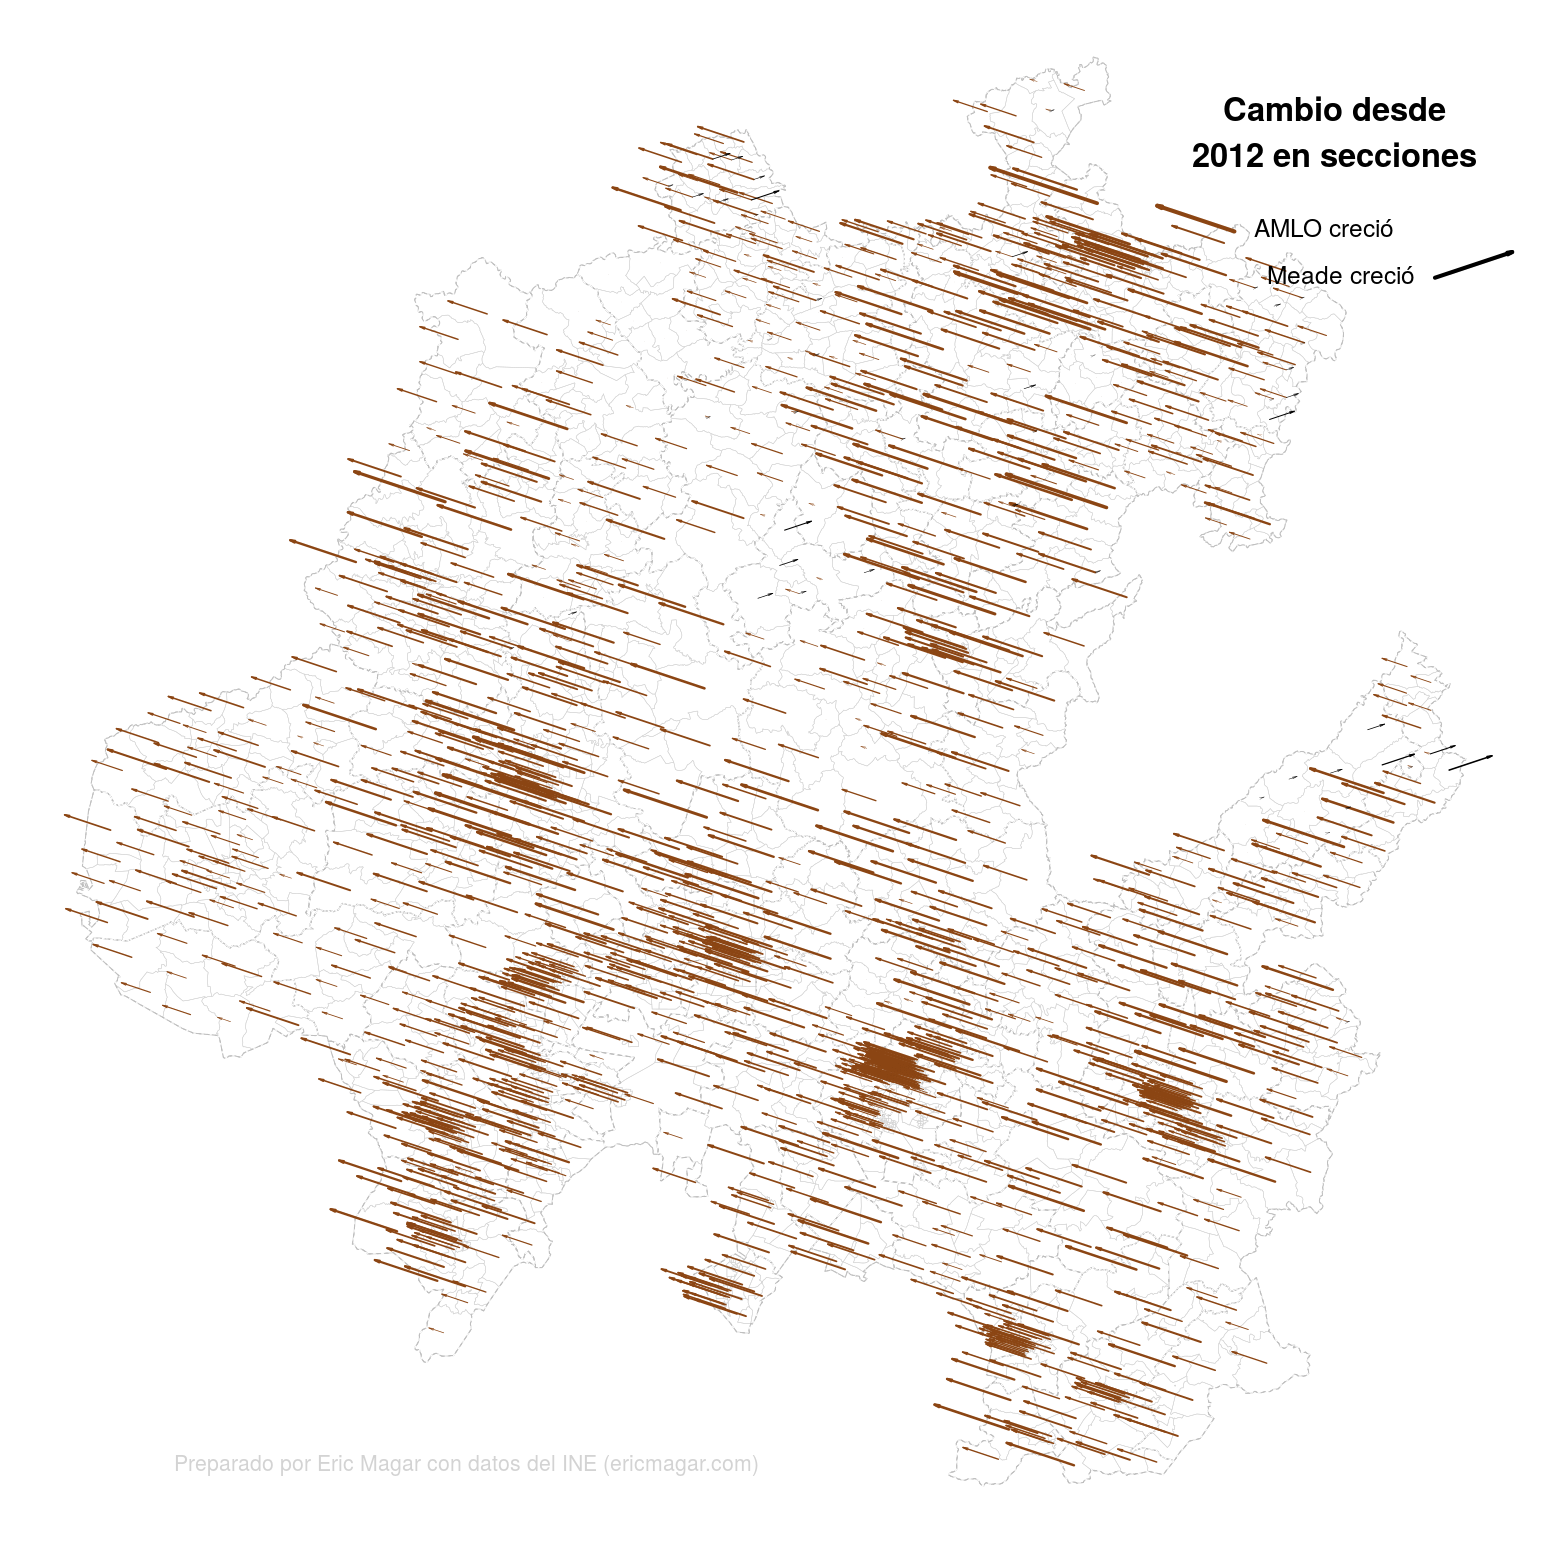 Cambio desde
2012 en secciones
AMLO creció
Meade creció
Preparado por Eric Magar con datos del INE (ericmagar.com)